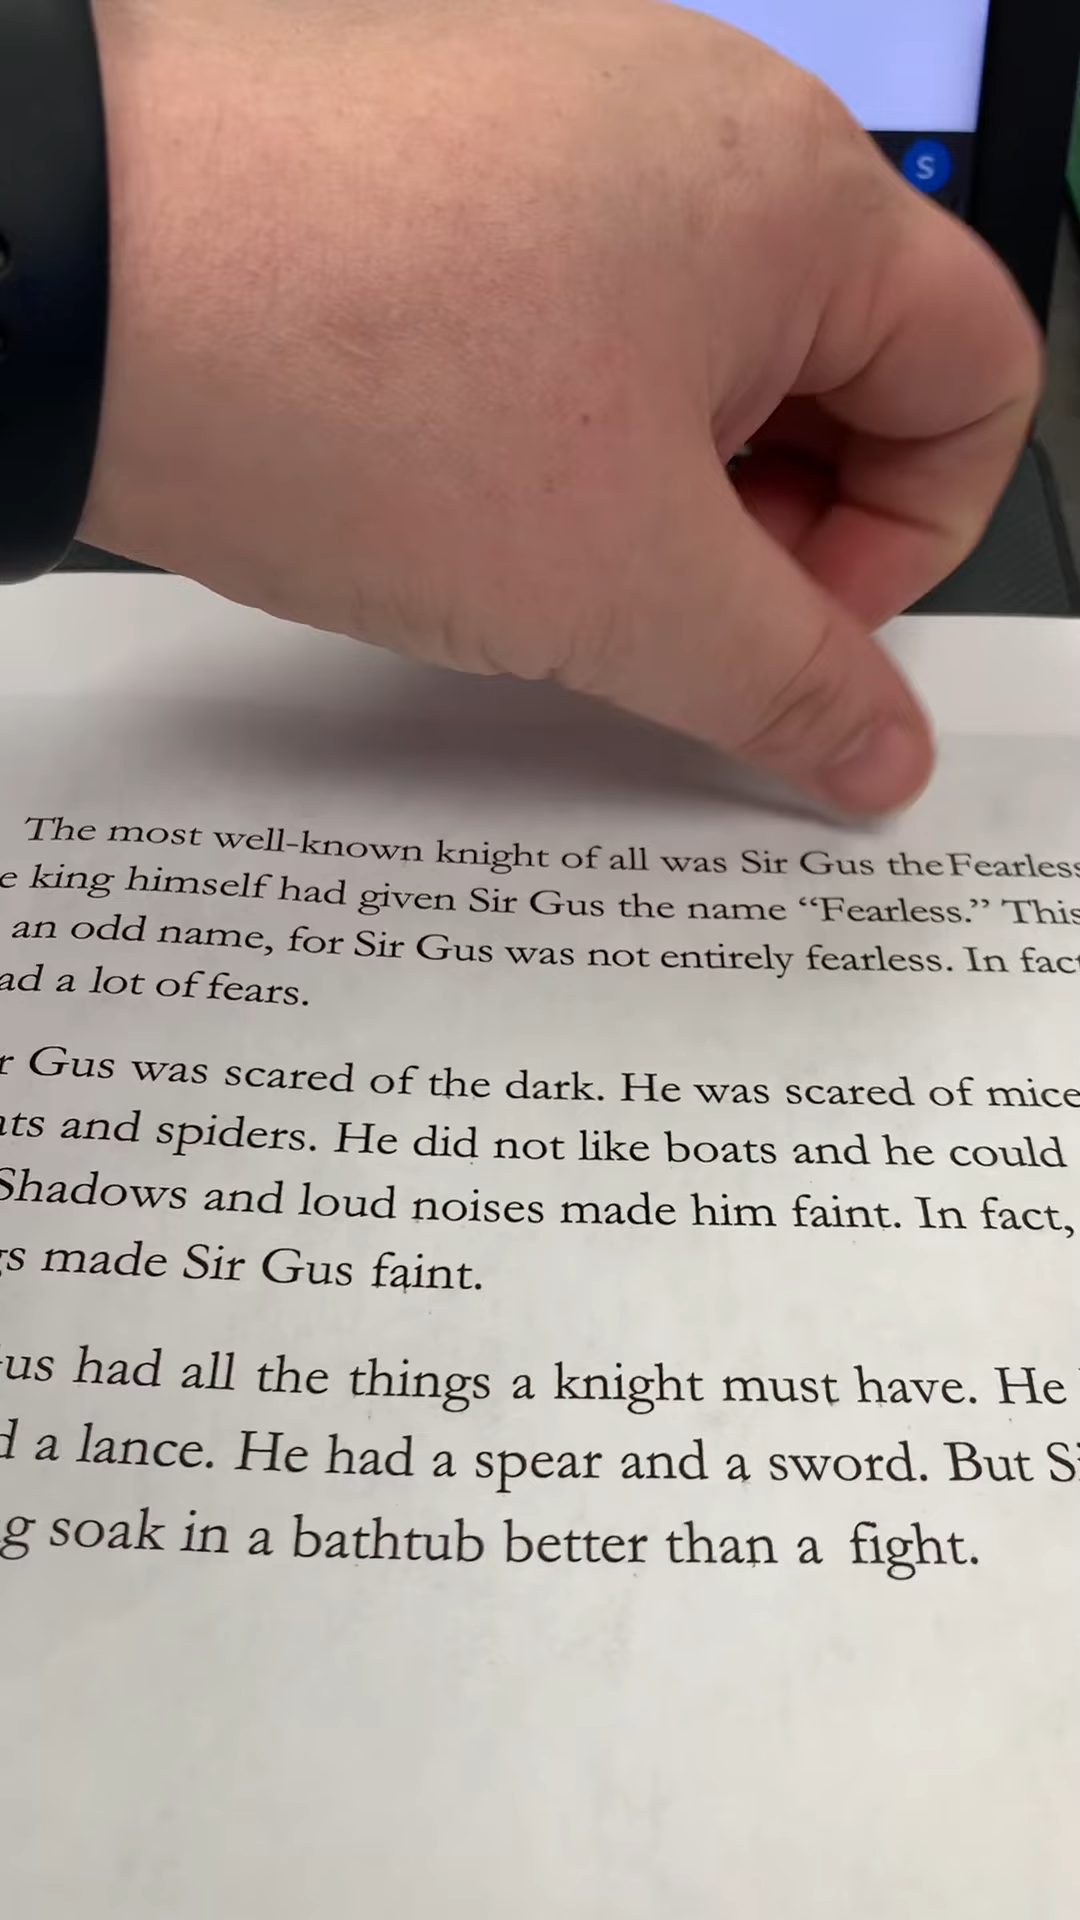 S
The most well-known knight of all was Sir Gus the Fearless
king himself had given Sir Gus the name “Fearless.” This
an odd name, for Sir Gus was not entirely fearless. In fact
a lot of fears.
Gus was scared of the dark. He was scared of mice
and spiders. He did not like boats and he could
Shadows and loud noises made him faint. In fact,
made Sir Gus faint.
had all the things a knight must have. He
a lance. He had a spear and a sword. But
soak in a bathtub better than a fight.